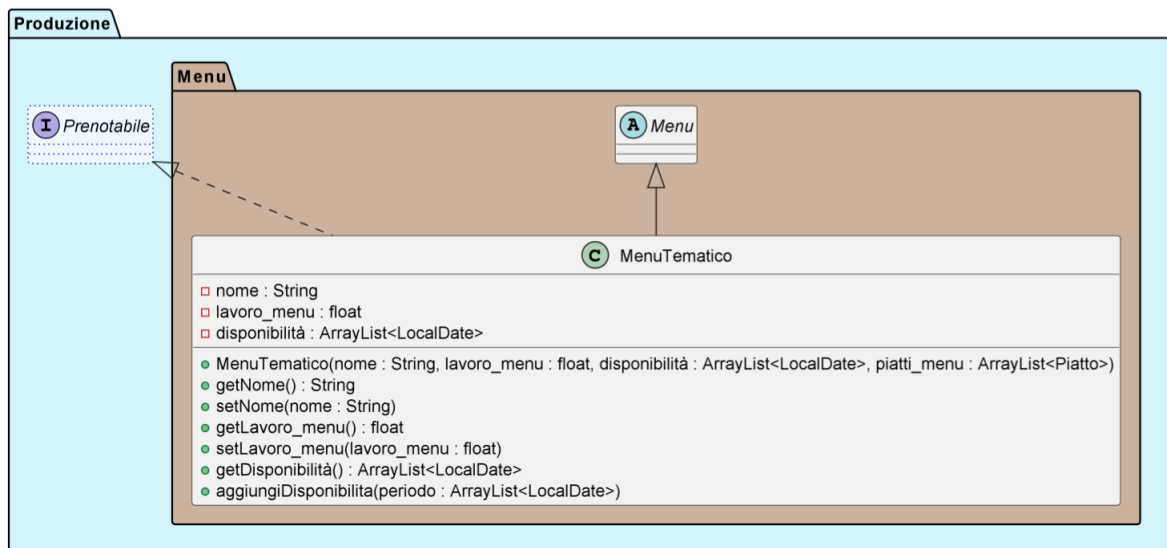 Produzione
Menu
I Prenotabile
A Menu
C MenuTematico
nome : String
lavoro_menu : float
disponibilità : ArrayList<LocalDate>
MenuTematico(nome : String, lavoro_menu : float, disponibilità : ArrayList<LocalDate>, piatti_menu : ArrayList<Piatto>)
getNome() : String
setNome(nome : String)
getLavoro_menu() : float
setLavoro_menu(lavoro_menu : float)
getDisponibilità() : ArrayList<LocalDate>
aggiungiDisponibilita(periodo : ArrayList<LocalDate>)